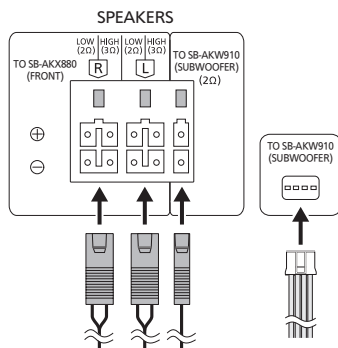 SPEAKERS
LOW HIGH LOW HIGH
(2Ω) (3Ω) (2Ω) (3Ω)
TO SB-AKX880
(FRONT)
R L
TO SB-AKW910
(SUBWOOFER)
(2Ω)
⊕
⊖
TO SB-AKW910
(SUBWOOFER)